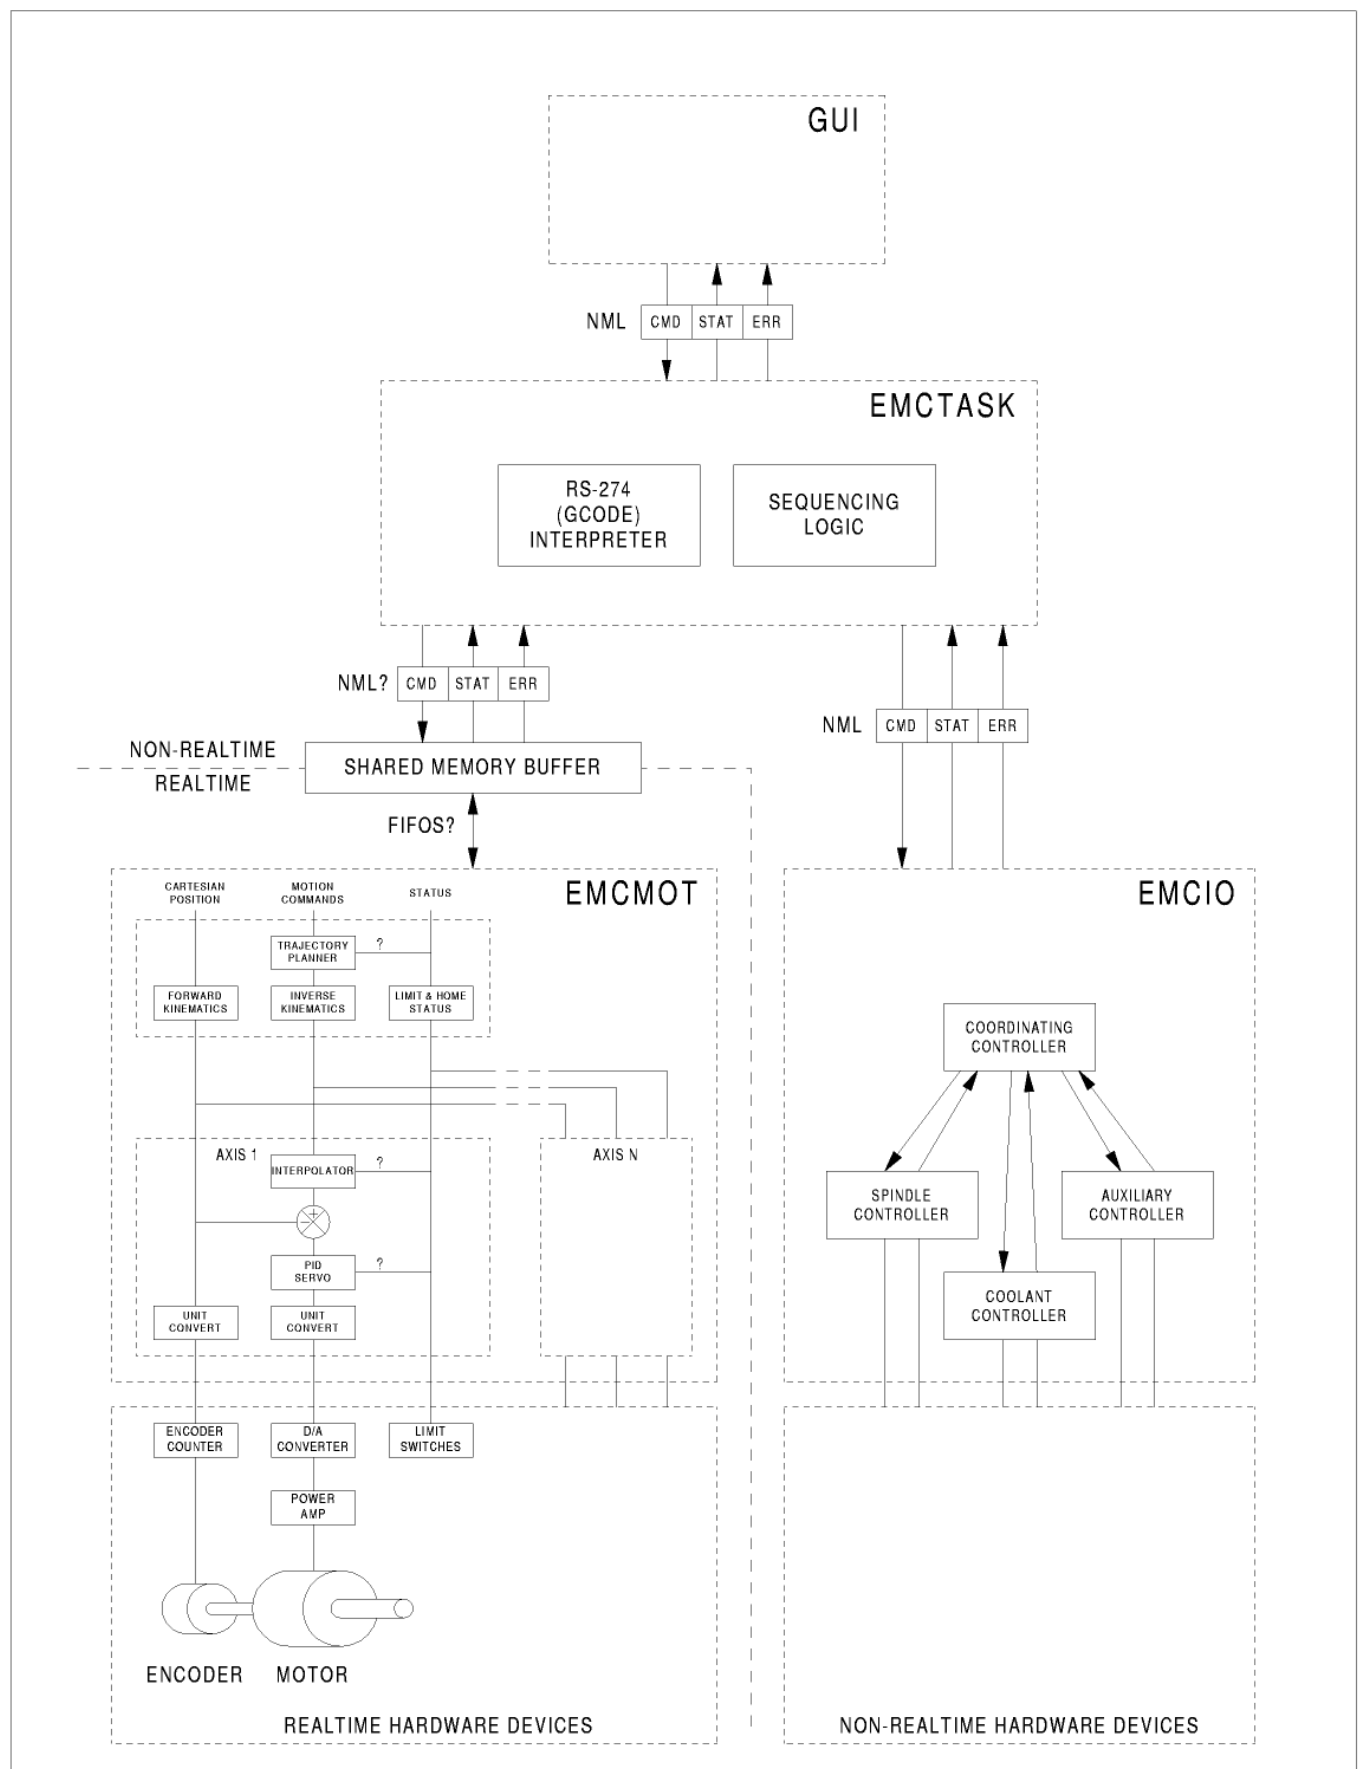 GUI
NML CMD STAT ERR
EMCTASK
RS-274
(GCODE)
INTERPRETER
SEQUENCING
LOGIC
NML? CMD STAT ERR
NML CMD STAT ERR
NON-REALTIME
REALTIME
SHARED MEMORY BUFFER
FIFOS?
EMCMOT
CARTESIAN
POSITION
MOTION
COMMANDS
STATUS
TRAJECTORY
PLANNER
?
FORWARD
KINEMATICS
INVERSE
KINEMATICS
LIMIT & HOME
STATUS
AXIS 1
INTERPOLATOR
?
+
−
PID
SERVO
?
UNIT
CONVERT
UNIT
CONVERT
AXIS N
EMCIO
COORDINATING
CONTROLLER
SPINDLE
CONTROLLER
AUXILIARY
CONTROLLER
COOLANT
CONTROLLER
ENCODER
COUNTER
D/A
CONVERTER
LIMIT
SWITCHES
POWER
AMP
ENCODER
MOTOR
REALTIME HARDWARE DEVICES
NON-REALTIME HARDWARE DEVICES